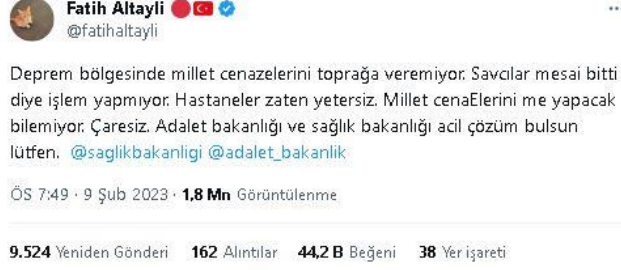 Fatih Altayli
@fatihaltayli
Deprem bölgesinde millet cenazelerini toprağa veremiyor. Savcılar mesai bitti
diye işlem yapmıyor. Hastaneler zaten yetersiz. Millet cenaElerini me yapacak
bilemiyor. Çaresiz. Adalet bakanlığı ve sağlık bakanlığı acil çözüm bulsun
lütfen. @saglikbakanligi @adalet_bakanlik
ÖS 7:49 · 9 Şub 2023 · 1,8 Mn Görüntülenme
9.524 Yeniden Gönderi 162 Alıntılar 44,2 B Beğeni 38 Yer işareti